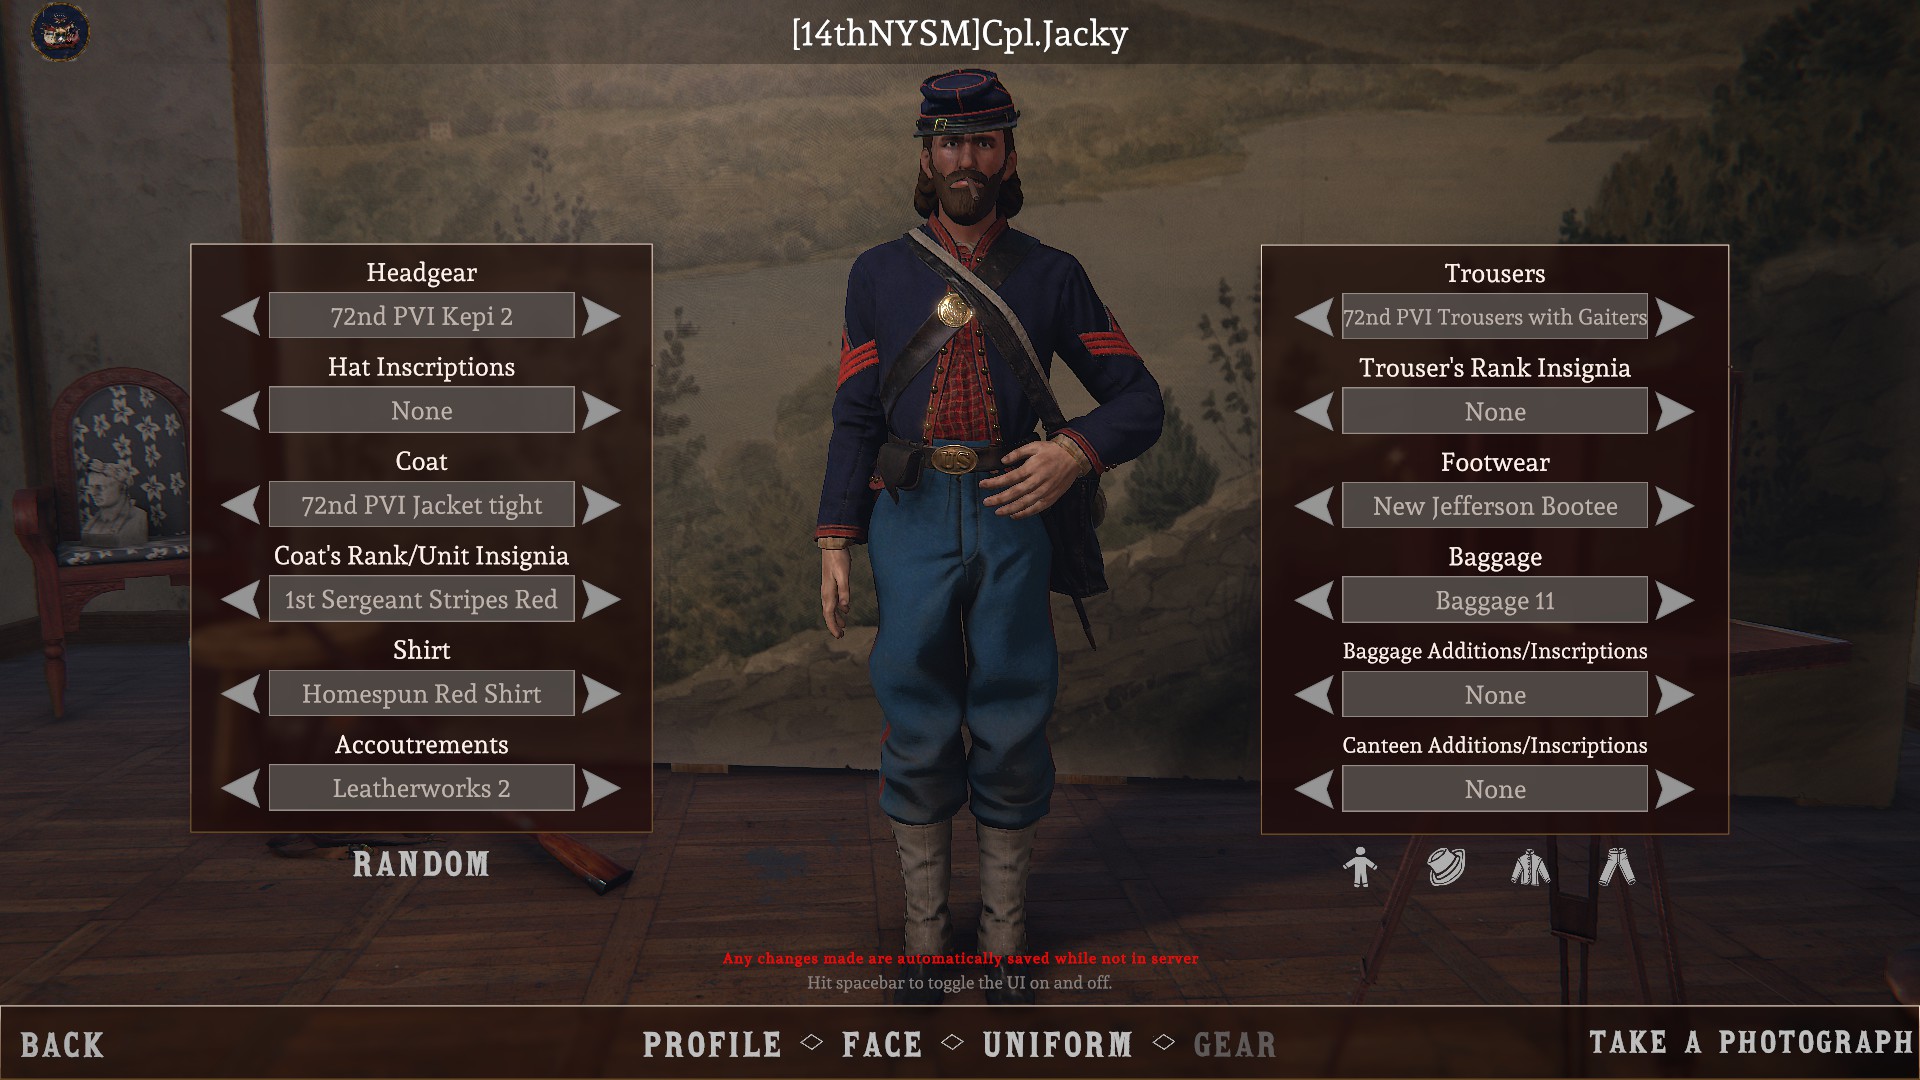 [14thNYSM]Cpl.Jacky
Headgear
72nd PVI Kepi 2
Hat Inscriptions
None
Coat
72nd PVI Jacket tight
Coat's Rank/Unit Insignia
1st Sergeant Stripes Red
Shirt
Homespun Red Shirt
Accoutrements
Leatherworks 2
RANDOM
US
Trousers
72nd PVI Trousers with Gaiters
Trouser's Rank Insignia
None
Footwear
New Jefferson Bootee
Baggage
Baggage 11
Baggage Additions/Inscriptions
None
Canteen Additions/Inscriptions
None
Any changes made are automatically saved while not in server
Hit spacebar to toggle the UI on and off.
BACK
PROFILE
FACE
UNIFORM
GEAR
TAKE A PHOTOGRAPH